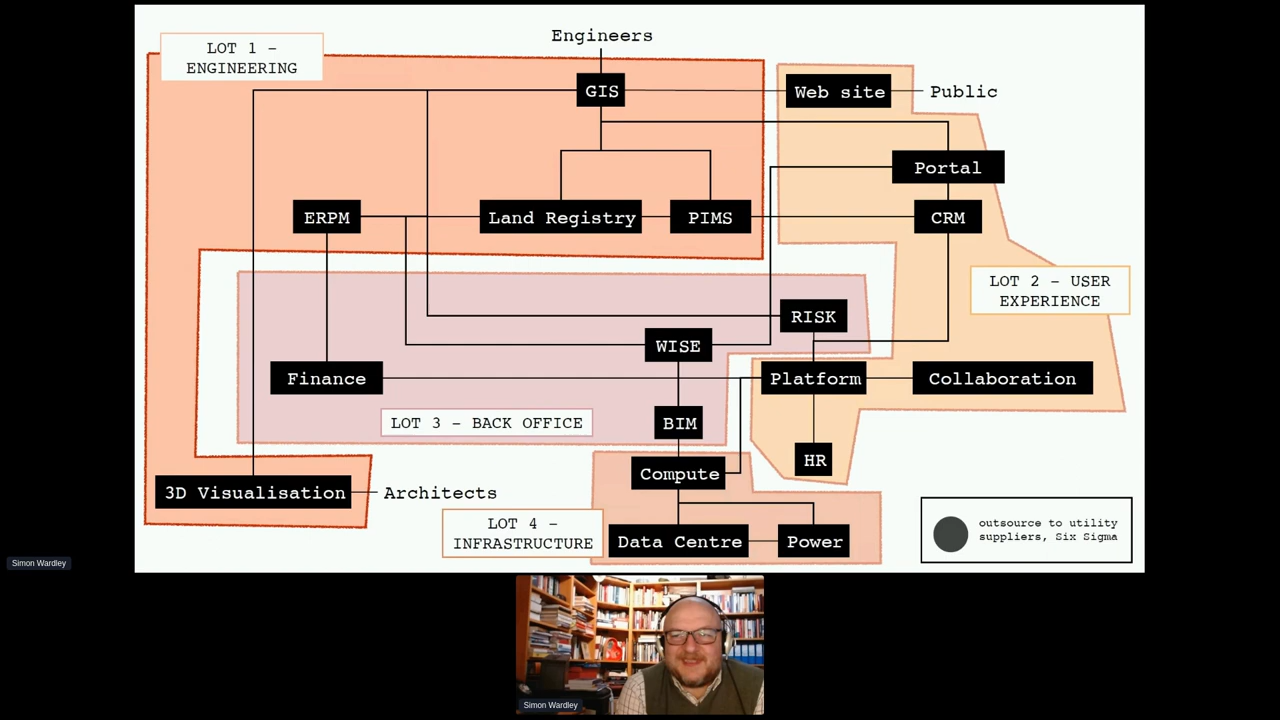 Engineers
LOT 1 -
ENGINEERING
GIS
Web site
Public
Portal
ERPM
Land Registry
PIMS
CRM
LOT 2 - USER
EXPERIENCE
RISK
WISE
Finance
Platform
Collaboration
LOT 3 - BACK OFFICE
BIM
HR
Compute
3D Visualisation
Architects
LOT 4 -
INFRASTRUCTURE
Data Centre
Power
outsource to utility
suppliers, Six Sigma
Simon Wardley
Simon Wardley